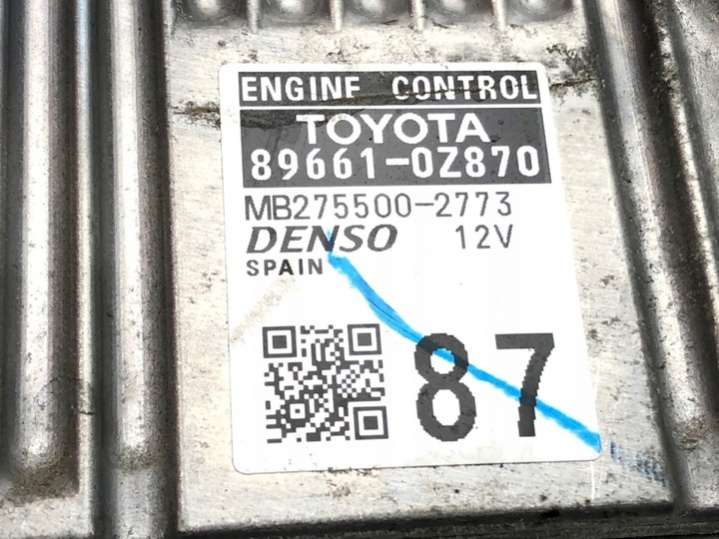 ENGINE CONTROL
TOYOTA
89661-0Z870
MB275500-2773
DENSO 12V
SPAIN
87